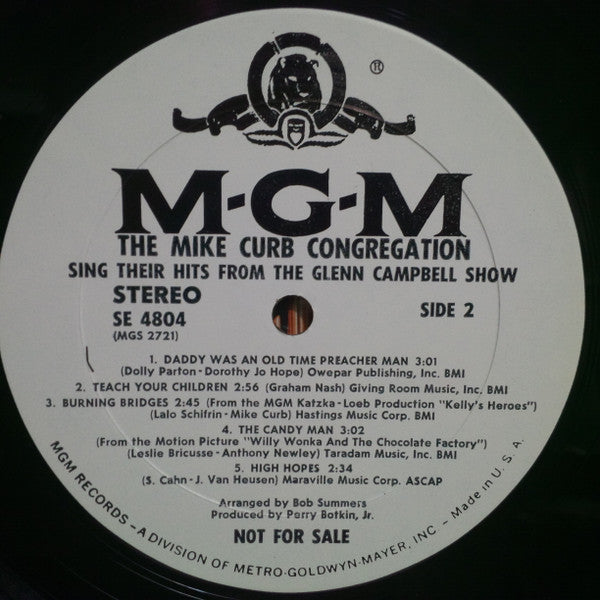 ®
M-G-M
THE MIKE CURB CONGREGATION
SING THEIR HITS FROM THE GLENN CAMPBELL SHOW
STEREO
SE 4804
(MGS 2721)
SIDE 2
1. DADDY WAS AN OLD TIME PREACHER MAN 3:01
(Dolly Parton-Dorothy Jo Hope) Owepar Publishing, Inc. BMI
2. TEACH YOUR CHILDREN 2:56 (Graham Nash) Giving Room Music, Inc. BMI
3. BURNING BRIDGES 2:45 (From the MGM Katzka-Loeb Production "Kelly's Heroes")
(Lalo Schifrin-Mike Curb) Hastings Music Corp. BMI
4. THE CANDY MAN 3:02
(From the Motion Picture "Willy Wonka And The Chocolate Factory")
(Leslie Bricusse-Anthony Newley) Taradam Music, Inc. BMI
5. HIGH HOPES 2:34
(S. Cahn-J. Van Heusen) Maraville Music Corp. ASCAP
Arranged by Bob Summers
Produced by Perry Botkin, Jr.
NOT FOR SALE
MGM RECORDS – A DIVISION OF METRO-GOLDWYN-MAYER, INC – Made in U. S. A.